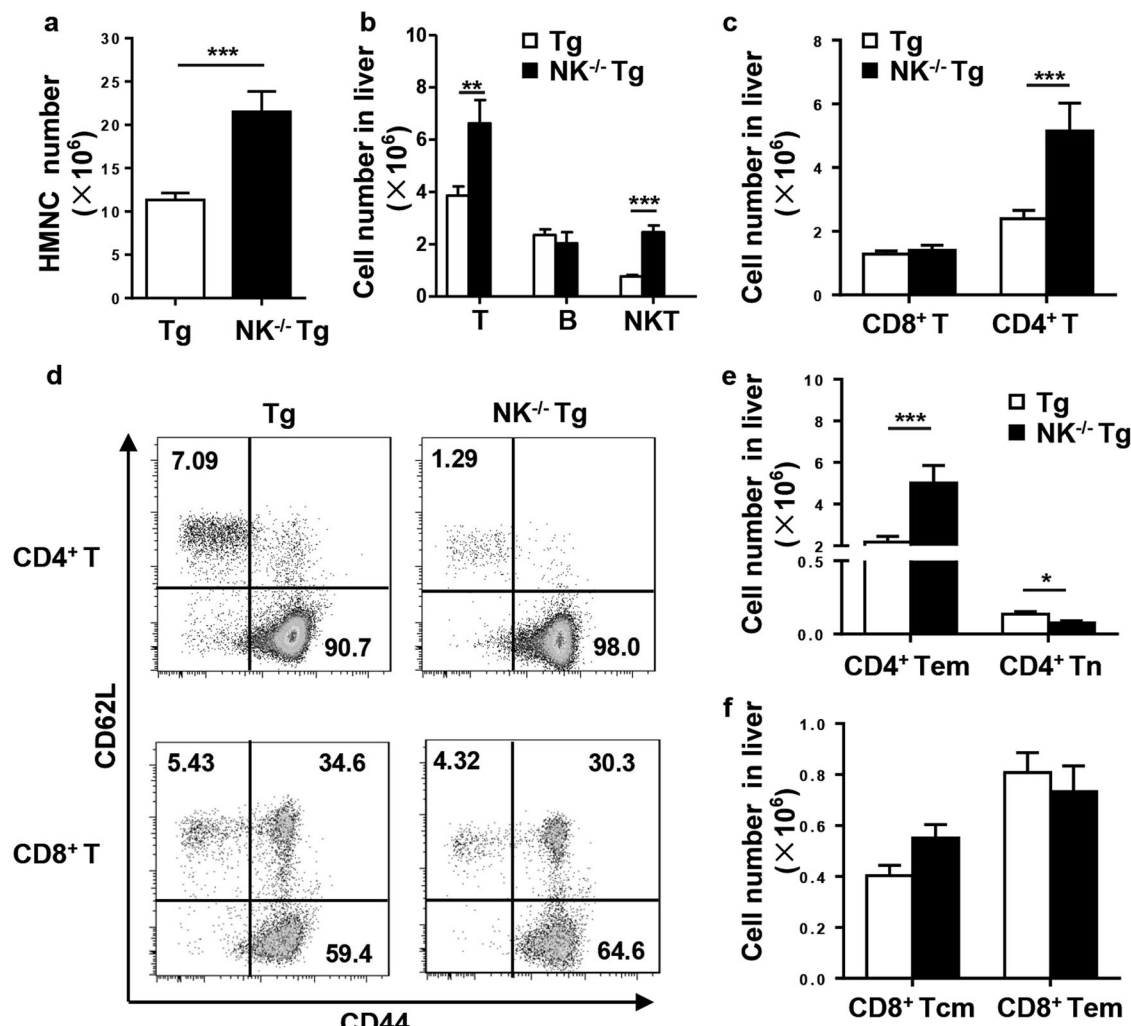 a
HMNC number
(×10⁶)
30
25
20
15
10
5
0
***
Tg
NK⁻/⁻ Tg
b
Cell number in liver
(×10⁶)
10
8
6
4
2
0
Tg
NK⁻/⁻ Tg
**
***
T
B
NKT
c
Cell number in liver
(×10⁶)
8
6
4
2
0
Tg
NK⁻/⁻ Tg
***
CD8⁺ T
CD4⁺ T
d
Tg
NK⁻/⁻ Tg
CD4⁺ T
7.09
90.7
1.29
98.0
CD8⁺ T
5.43
34.6
59.4
4.32
30.3
64.6
CD62L
CD44
e
Cell number in liver
(×10⁶)
10
8
6
4
2
0.5
0.0
Tg
NK⁻/⁻ Tg
***
*
CD4⁺ Tem
CD4⁺ Tn
f
Cell number in liver
(×10⁶)
1.0
0.8
0.6
0.4
0.2
0.0
CD8⁺ Tcm
CD8⁺ Tem